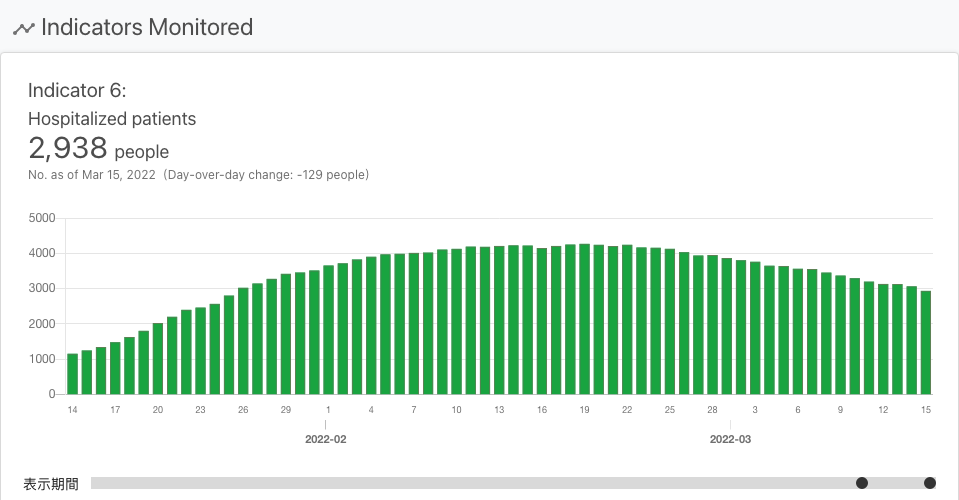 Indicators Monitored
Indicator 6:
Hospitalized patients
2,938 people
No. as of Mar 15, 2022 (Day-over-day change: -129 people)
5000
4000
3000
2000
1000
0
14 17 20 23 26 29 1 4 7 10 13 16 19 22 25 28 3 6 9 12 15
2022-02 2022-03
表示期間